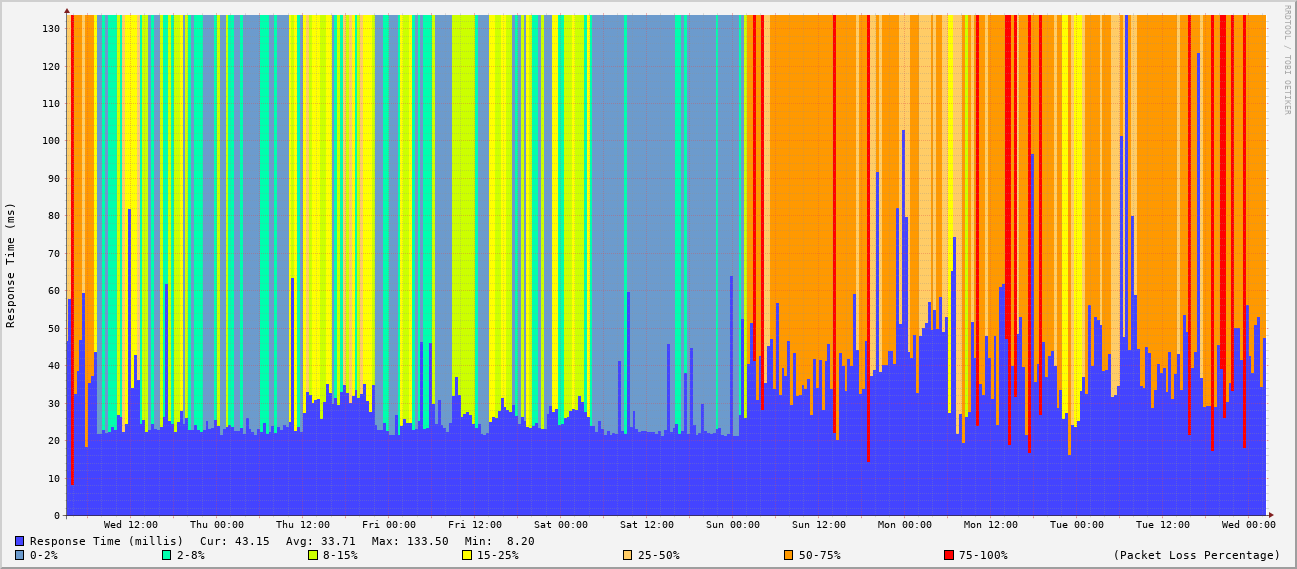 RRDTOOL / TOBI OETIKER
Response Time (ms)
130
120
110
100
90
80
70
60
50
40
30
20
10
0
Wed 12:00 Thu 00:00 Thu 12:00 Fri 00:00 Fri 12:00 Sat 00:00 Sat 12:00 Sun 00:00 Sun 12:00 Mon 00:00 Mon 12:00 Tue 00:00 Tue 12:00 Wed 00:00
Response Time (millis) Cur: 43.15 Avg: 33.71 Max: 133.50 Min: 8.20
0-2% 2-8% 8-15% 15-25% 25-50% 50-75% 75-100% (Packet Loss Percentage)